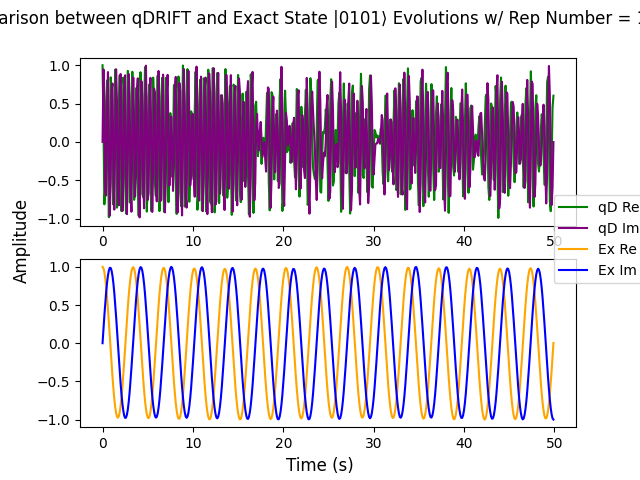 arison between qDRIFT and Exact State |0101⟩ Evolutions w/ Rep Number =
1.0
0.5
0.0
−0.5
−1.0
0 10 20 30 40 50
qD Re
qD Im
Ex Re
Ex Im
Amplitude
1.0
0.5
0.0
−0.5
−1.0
0 10 20 30 40 50
Time (s)